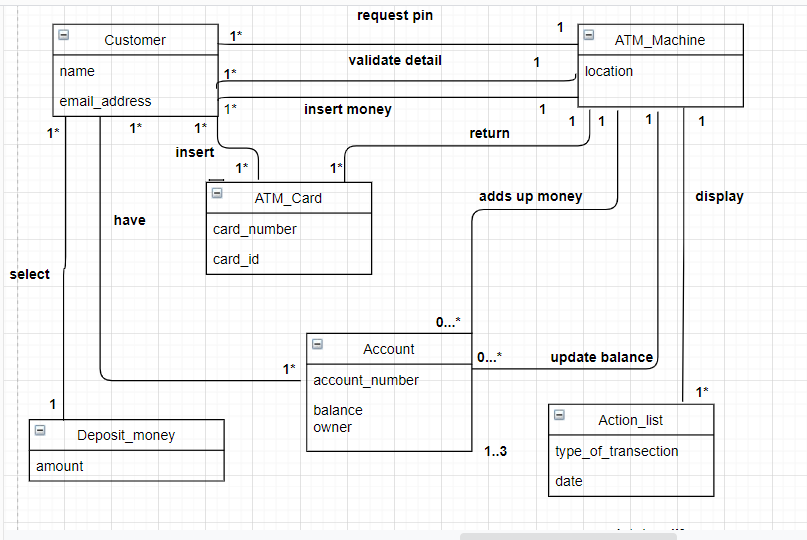 request pin
1*
1
Customer
ATM_Machine
validate detail
1
name
1*
location
email_address
1*
insert money
1
1*
1*
1*
return
1
1
1
1
insert
1*
1*
ATM_Card
adds up money
display
have
card_number
card_id
select
0...*
Account
0...*
update balance
1*
account_number
1*
1
balance
owner
Action_list
Deposit_money
1..3
type_of_transection
amount
date